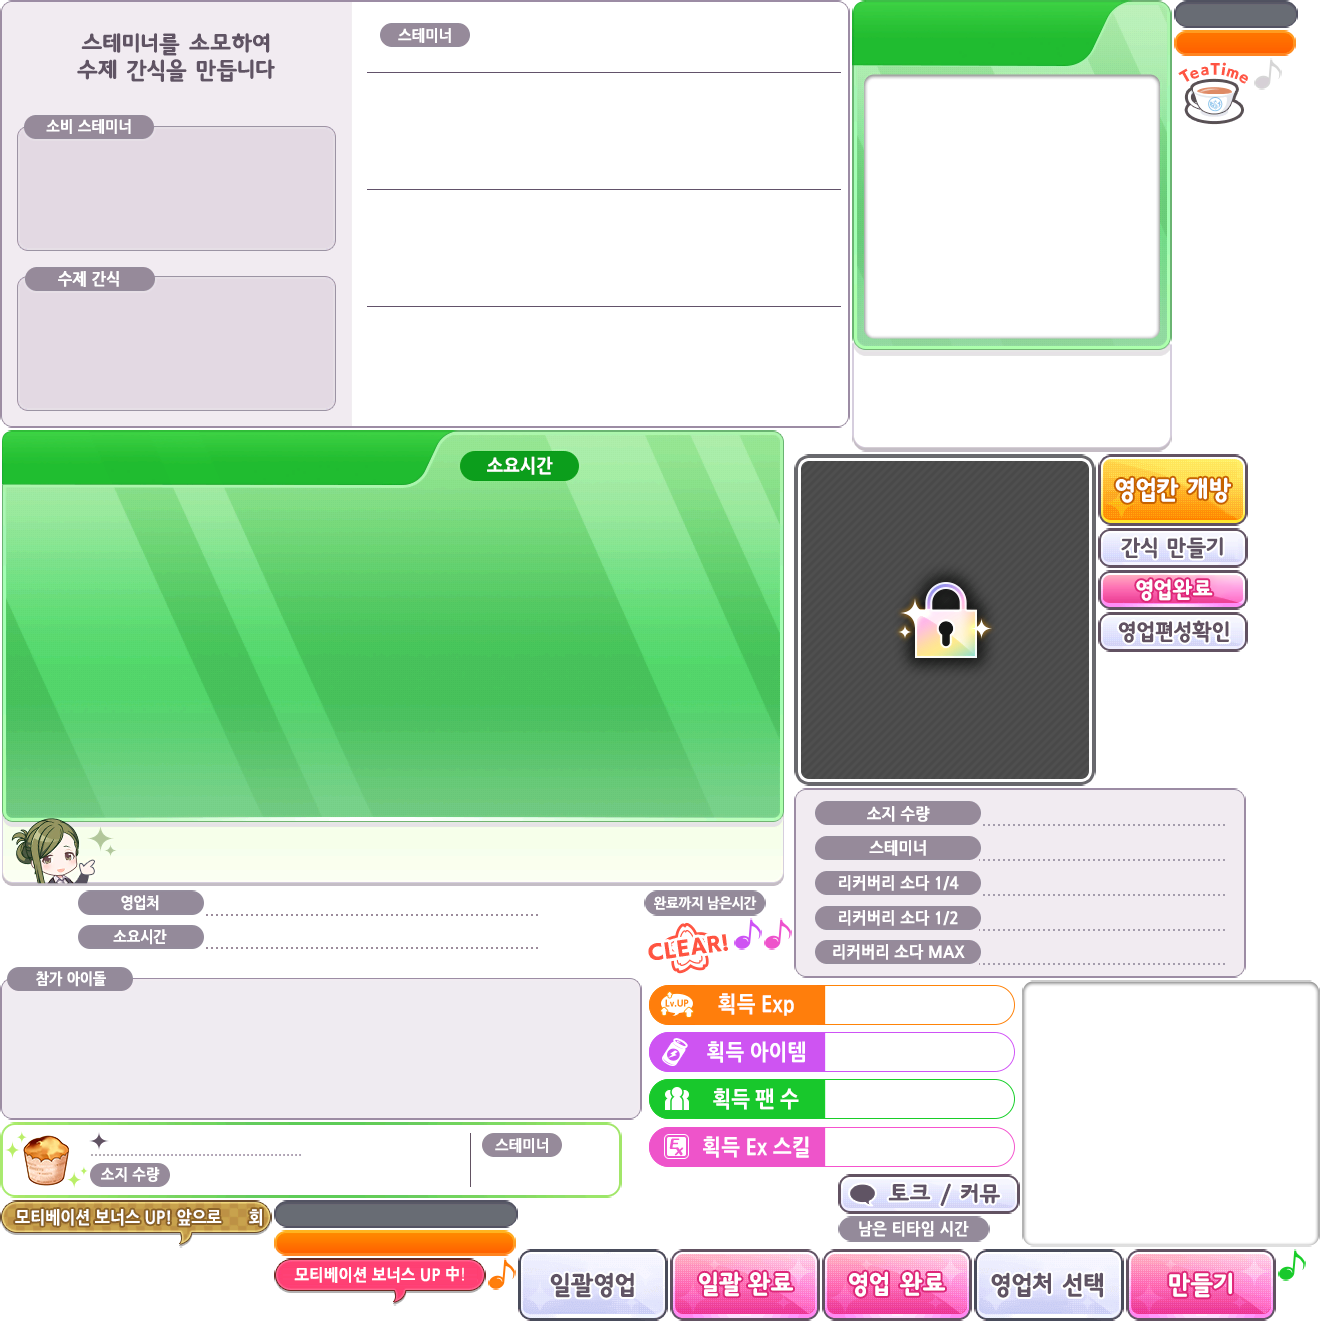 스테미너를 소모하여
수제 간식을 만듭니다
소비 스테미너
수제 간식
스테미너
TeaTime
소요시간
영업칸 개방
간식 만들기
영업완료
영업편성확인
소지 수량
스테미너
리커버리 소다 1/4
리커버리 소다 1/2
리커버리 소다 MAX
영업처
소요시간
완료까지 남은시간
CLEAR!
참가 아이돌
Lv.UP
획득 Exp
획득 아이템
획득 팬 수
Ex
획득 Ex 스킬
스테미너
소지 수량
토크 / 커뮤
남은 티타임 시간
모티베이션 보너스 UP! 앞으로 회
모티베이션 보너스 UP 中!
일괄영업
일괄 완료
영업 완료
영업처 선택
만들기